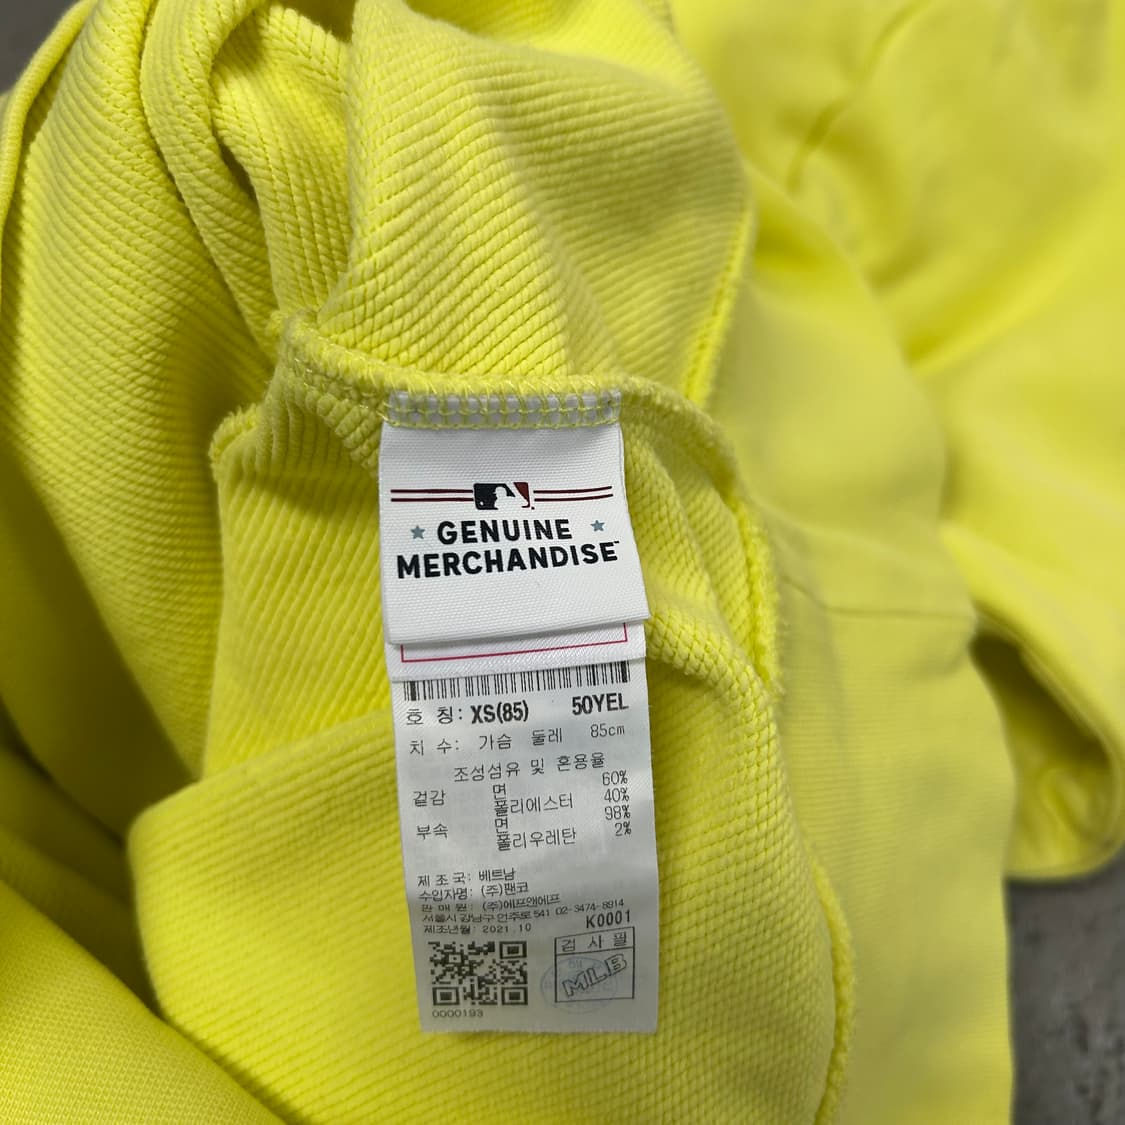 GENUINE
MERCHANDISE™
호 칭: XS(85) 50YEL
치 수: 가슴 둘레 85cm
조성섬유 및 혼용율
겉감 면 60%
폴리에스터 40%
부속 면 98%
폴리우레탄 2%
제 조 국: 베트남
수입자명: (주)팬코
판 매 원: (주)에프앤에프
서울시 강남구 언주로 541 02-3474-8814
제조년월: 2021.10 K0001
검 사 필
MLB
0000193